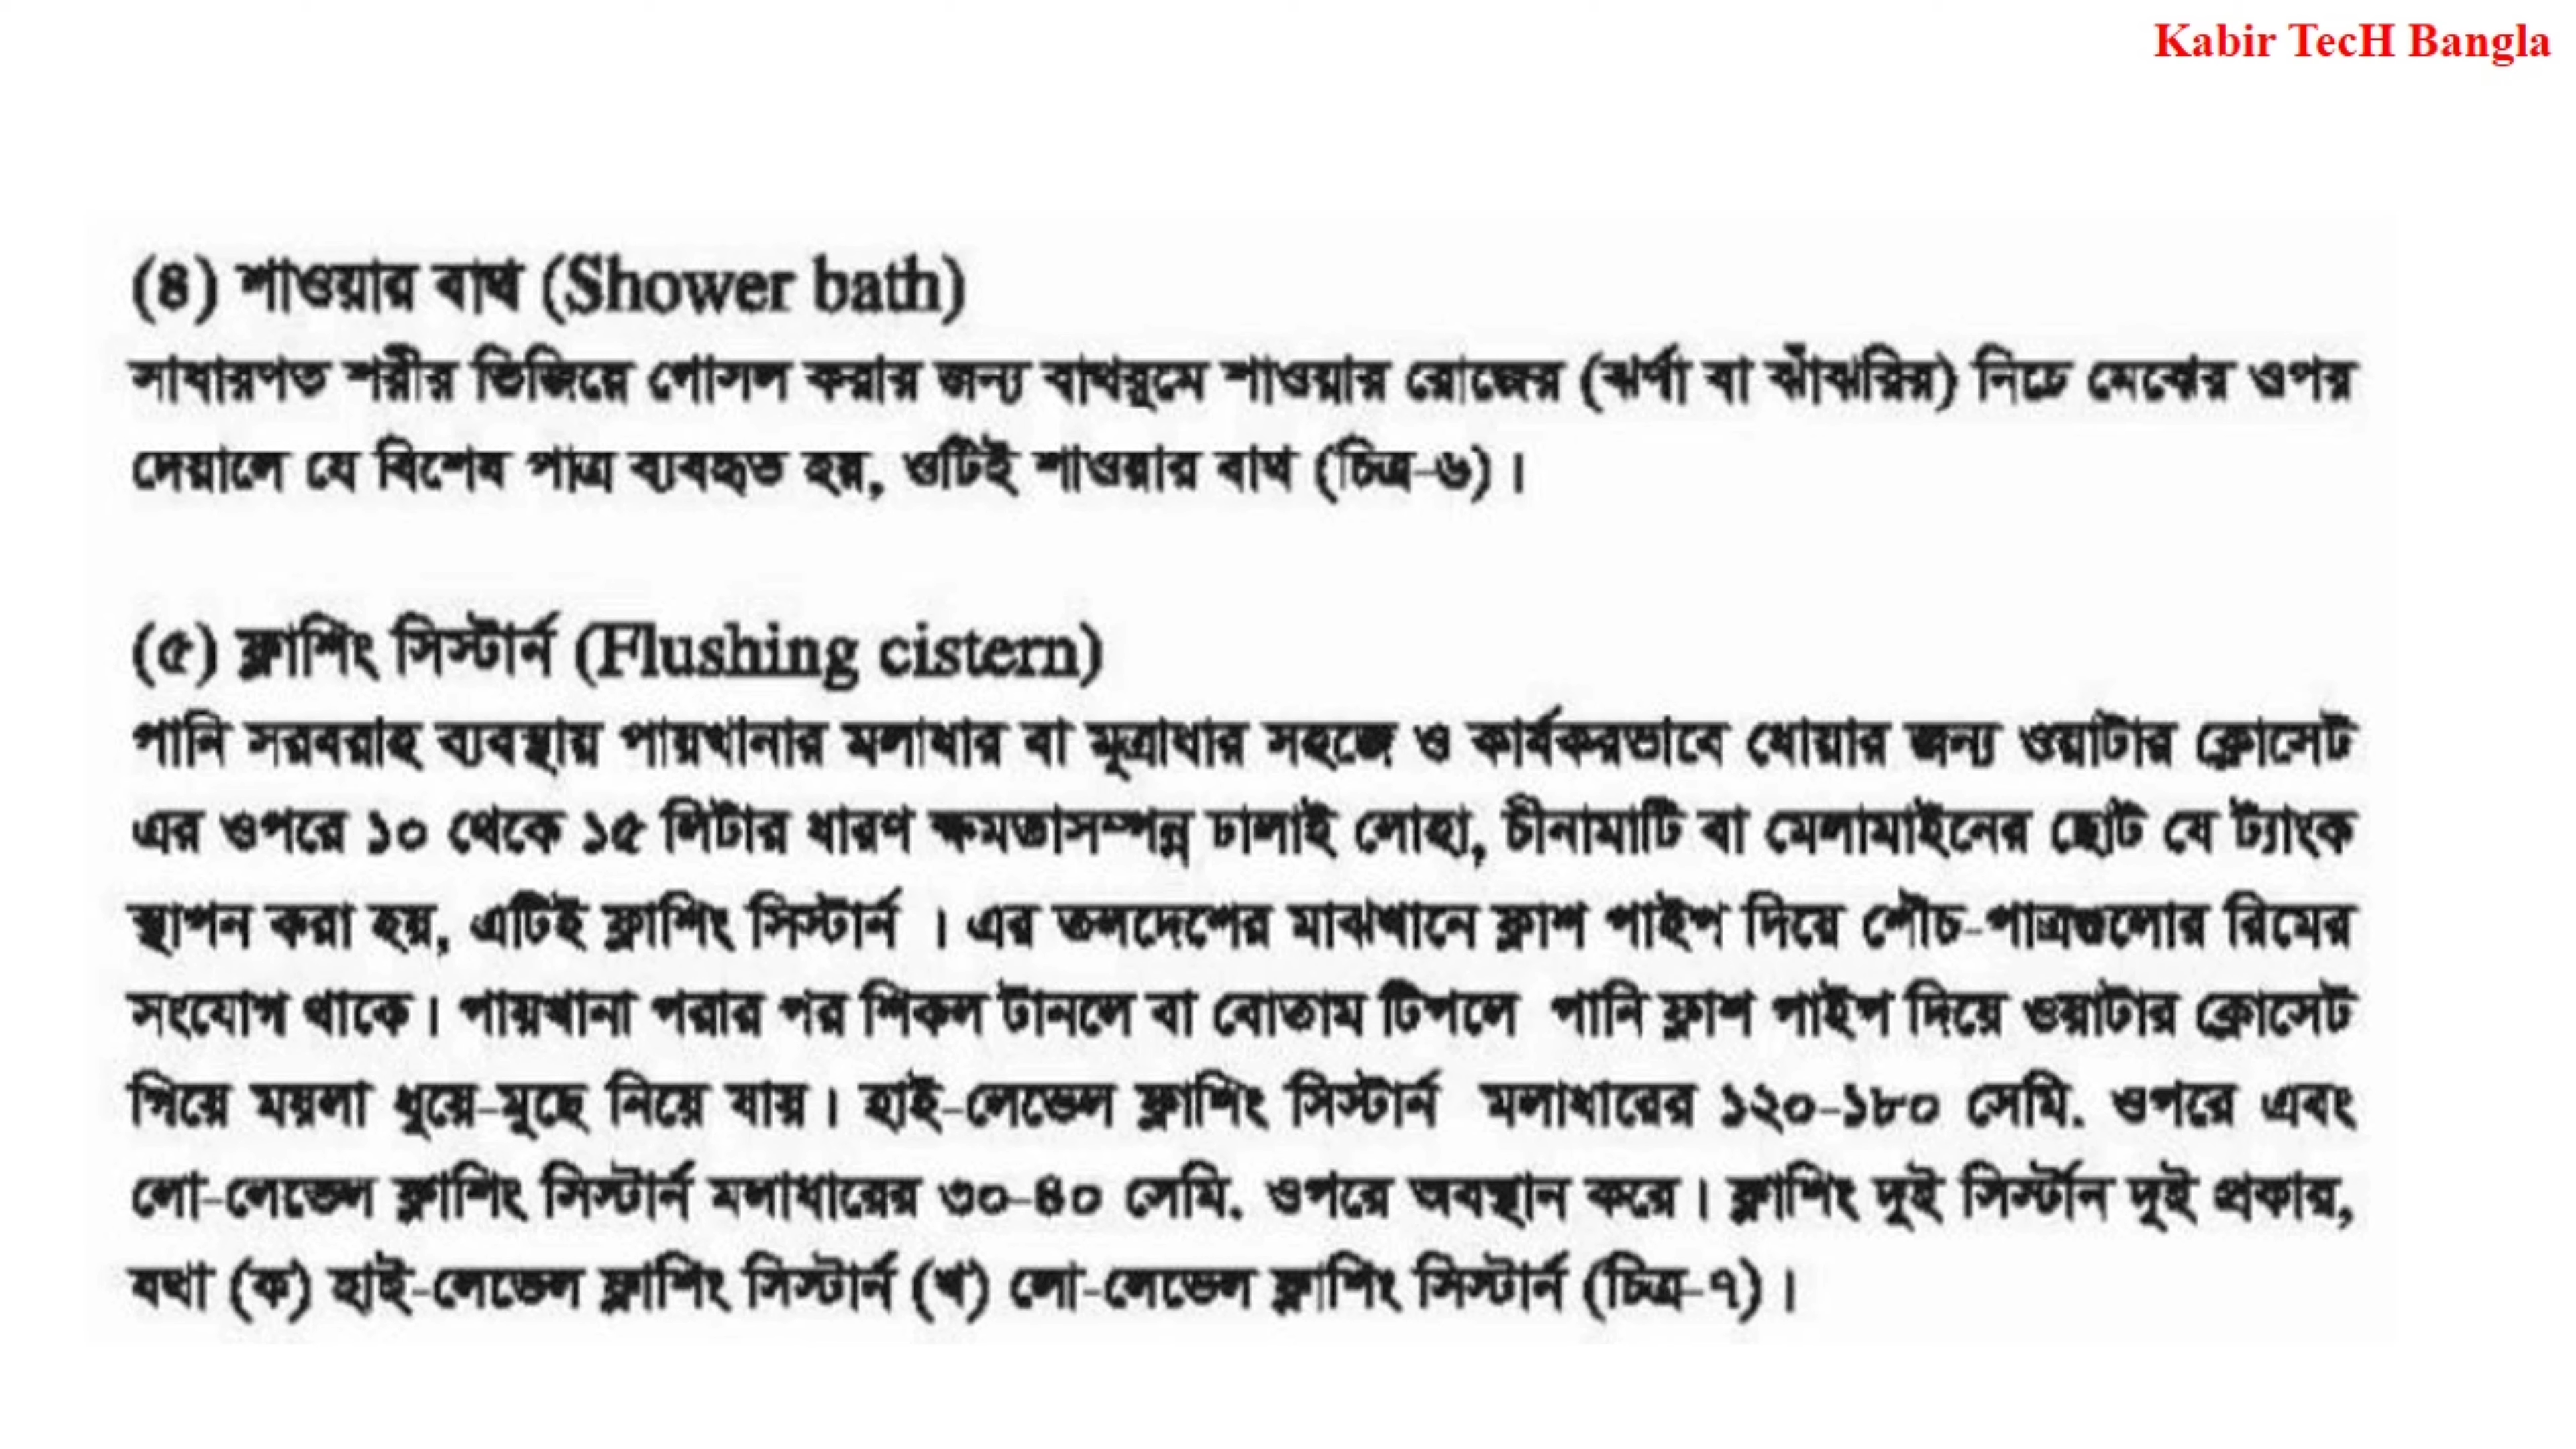 Kabir TecH Bangla
(৪) শাওয়ার বাথ (Shower bath)
সাধারণত শরীর ভিজিয়ে গোসল করার জন্য বাথরুমে শাওয়ার রোজের (ঝর্ণা বা ঝাঁঝরির) নিচে মেঝের ওপর
দেয়ালে যে বিশেষ পাত্র ব্যবহৃত হয়, ওটিই শাওয়ার বাথ (চিত্র-৬)।
(৫) ফ্লাশিং সিস্টার্ন (Flushing cistern)
পানি সরবরাহ ব্যবস্থায় পায়খানার মলাধার বা মূত্রাধার সহজে ও কার্যকরভাবে ধোয়ার জন্য ওয়াটার ক্লোসেট
এর ওপরে ১০ থেকে ১৫ লিটার ধারণ ক্ষমতাসম্পন্ন ঢালাই লোহা, চীনামাটি বা মেলামাইনের ছোট যে ট্যাংক
স্থাপন করা হয়, এটিই ফ্লাশিং সিস্টার্ন । এর তলদেশের মাঝখানে ফ্লাশ পাইপ দিয়ে শৌচ-পাত্রগুলোর রিমের
সংযোগ থাকে। পায়খানা পরার পর শিকল টানলে বা বোতাম টিপলে পানি ফ্লাশ পাইপ দিয়ে ওয়াটার ক্লোসেট
গিয়ে ময়লা ধুয়ে-মুছে নিয়ে যায়। হাই-লেভেল ফ্লাশিং সিস্টার্ন মলাধারের ১২০-১৮০ সেমি. ওপরে এবং
লো-লেভেল ফ্লাশিং সিস্টার্ন মলাধারের ৩০-৪০ সেমি. ওপরে অবস্থান করে। ফ্লাশিং দুই সিস্টার্ন দুই প্রকার,
যথা (ক) হাই-লেভেল ফ্লাশিং সিস্টার্ন (খ) লো-লেভেল ফ্লাশিং সিস্টার্ন (চিত্র-৭)।